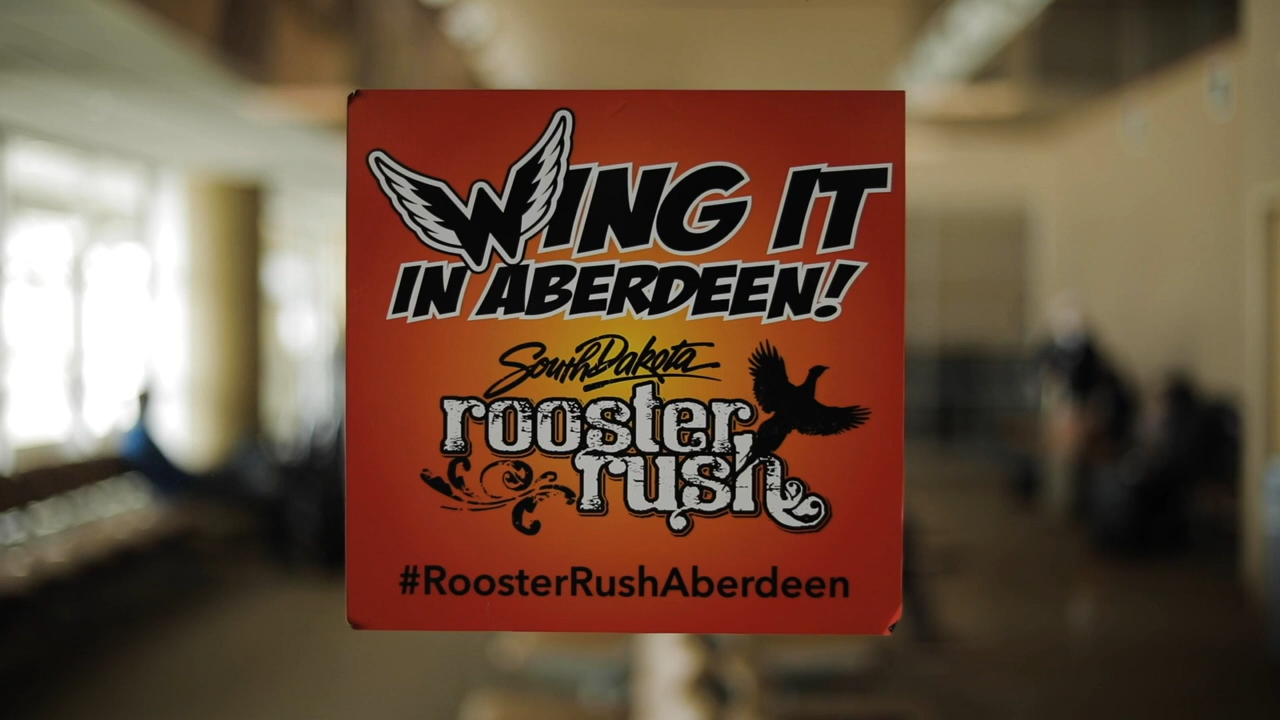 WING IT
IN ABERDEEN!
South Dakota
rooster
rush
#RoosterRushAberdeen